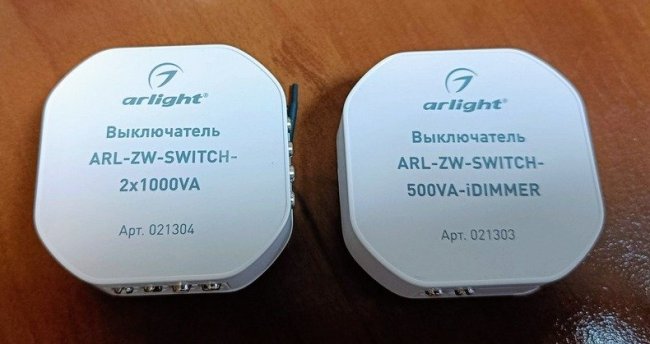 arlight®
Выключатель
ARL-ZW-SWITCH-
2x1000VA
Арт. 021304
arlight®
Выключатель
ARL-ZW-SWITCH-
500VA-iDIMMER
Арт. 021303